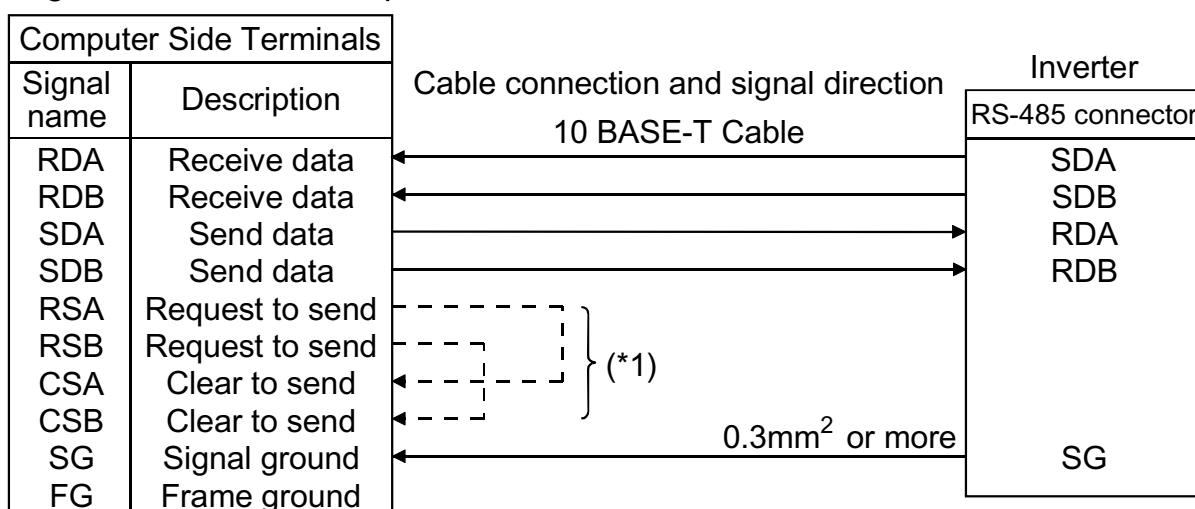 Computer Side Terminals
Signal name
Description
Cable connection and signal direction
10 BASE-T Cable
Inverter
RS-485 connector
RDA Receive data SDA
RDB Receive data SDB
SDA Send data RDA
SDB Send data RDB
RSA Request to send
RSB Request to send
(*1)
CSA Clear to send
CSB Clear to send
0.3mm² or more
SG Signal ground SG
FG Frame ground